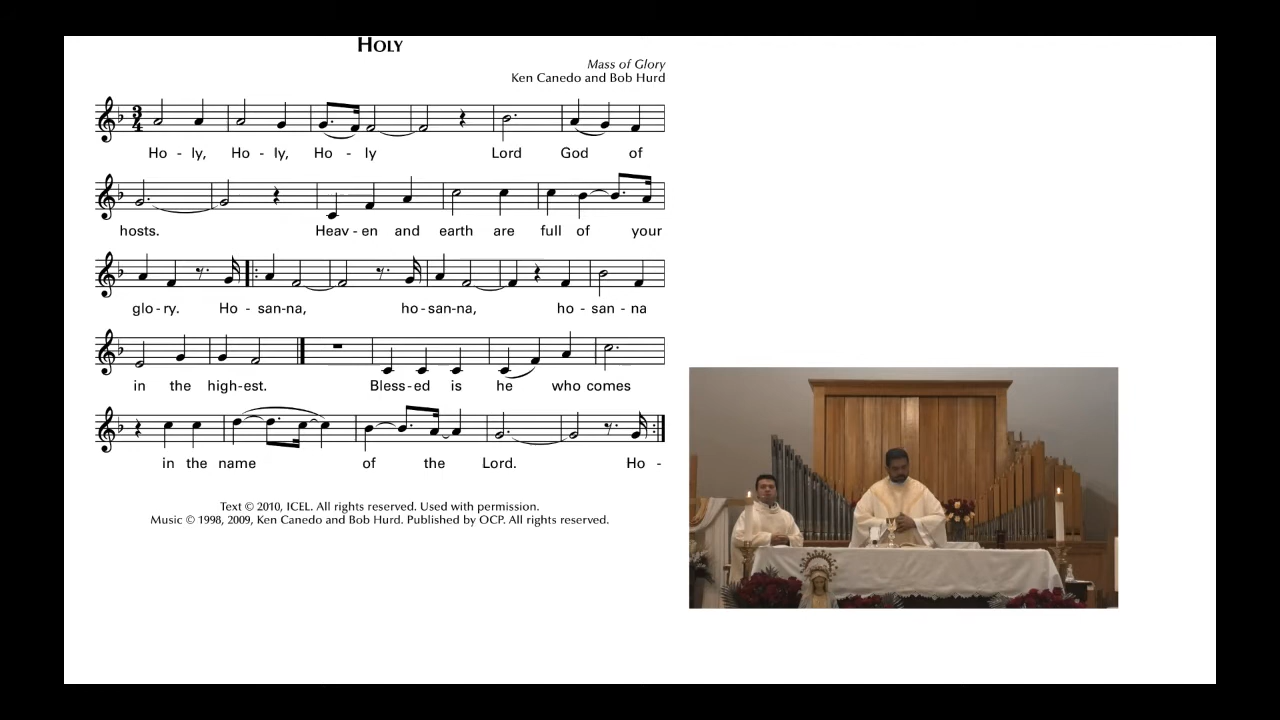 HOLY
Mass of Glory
Ken Canedo and Bob Hurd
3
4
Ho - ly, Ho - ly, Ho - ly Lord God of
hosts. Heav - en and earth are full of your
glo - ry. Ho - san-na, ho - san-na, ho - san - na
in the high-est. Bless-ed is he who comes
in the name of the Lord. Ho -
Text © 2010, ICEL. All rights reserved. Used with permission.
Music © 1998, 2009, Ken Canedo and Bob Hurd. Published by OCP. All rights reserved.